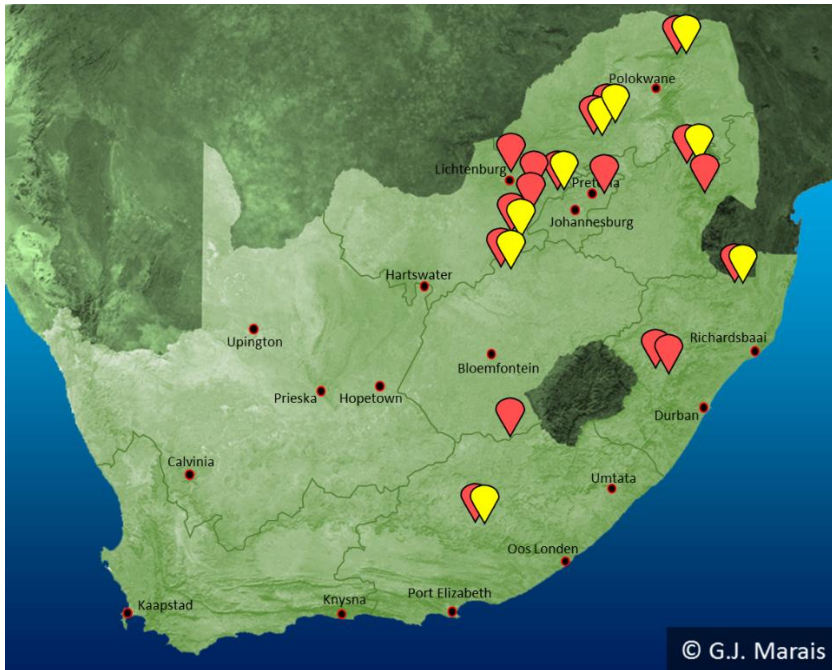 Polokwane
Lichtenburg
Pretoria
Johannesburg
Hartswater
Upington
Richardsbaai
Bloemfontein
Prieska
Hopetown
Durban
Calvinia
Umtata
Oos Londen
Kaapstad
Knysna
Port Elizabeth
© G.J. Marais